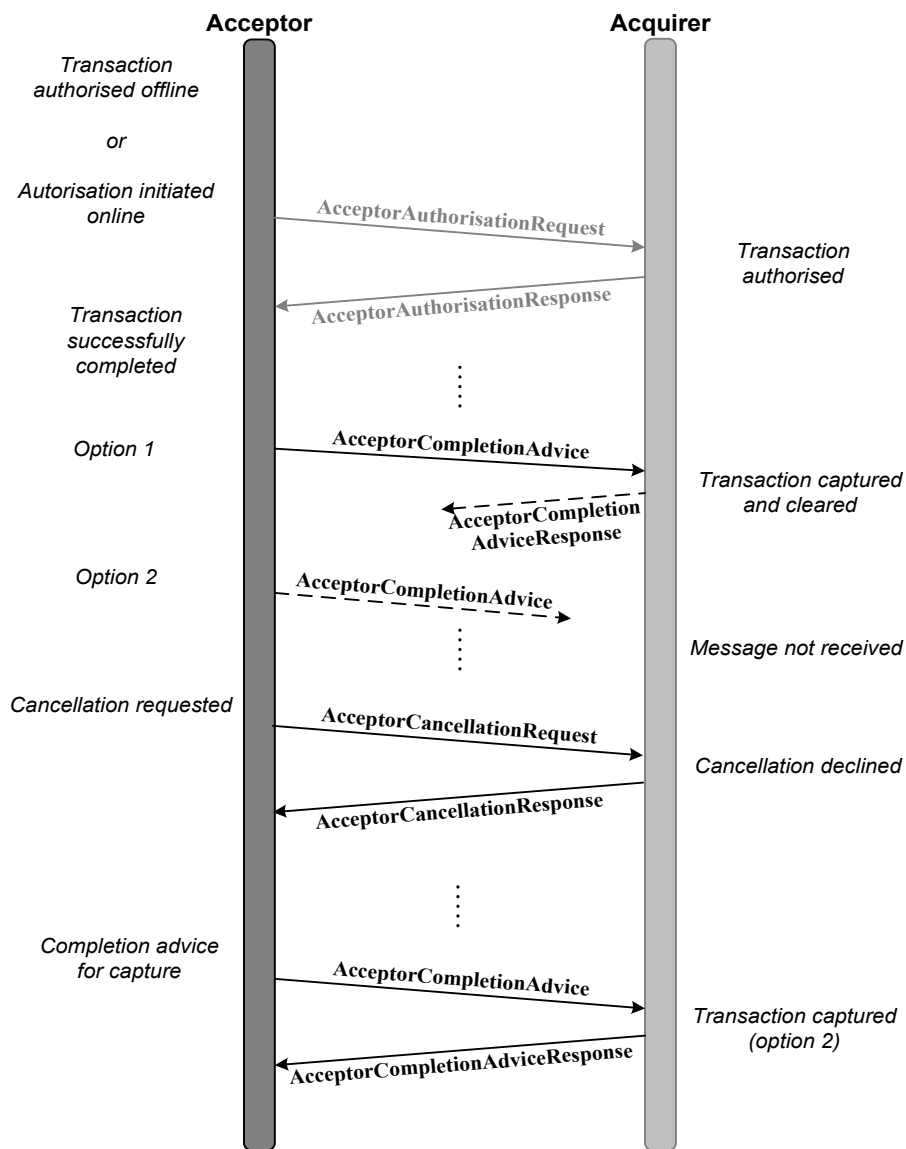 Acceptor
Acquirer
Transaction
authorised offline
or
Autorisation initiated
online
AcceptorAuthorisationRequest
Transaction
authorised
AcceptorAuthorisationResponse
Transaction
successfully
completed
Option 1
AcceptorCompletionAdvice
Transaction captured
and cleared
AcceptorCompletion
AdviceResponse
Option 2
AcceptorCompletionAdvice
Message not received
Cancellation requested
AcceptorCancellationRequest
Cancellation declined
AcceptorCancellationResponse
Completion advice
for capture
AcceptorCompletionAdvice
Transaction captured
(option 2)
AcceptorCompletionAdviceResponse